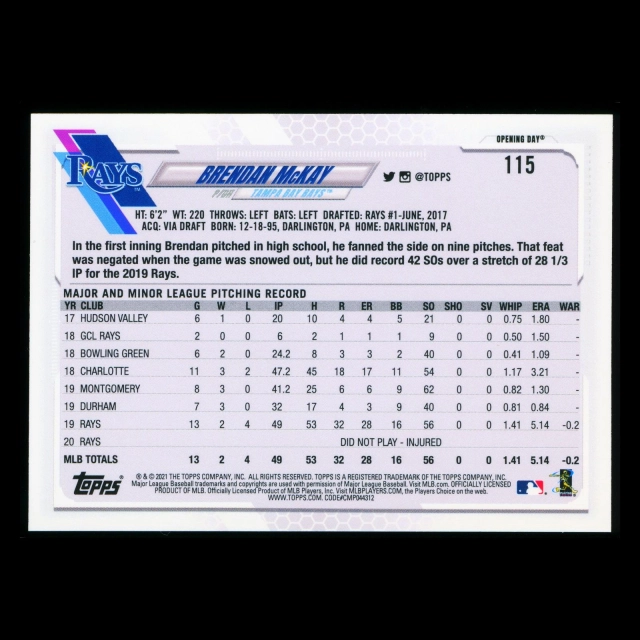 OPENING DAY®
115
RAYS
BRENDAN McKAY
P/DH TAMPA BAY RAYS™
@TOPPS
HT: 6'2" WT: 220 THROWS: LEFT BATS: LEFT DRAFTED: RAYS #1-JUNE, 2017
ACQ: VIA DRAFT BORN: 12-18-95, DARLINGTON, PA HOME: DARLINGTON, PA
In the first inning Brendan pitched in high school, he fanned the side on nine pitches. That feat
was negated when the game was snowed out, but he did record 42 SOs over a stretch of 28 1/3
IP for the 2019 Rays.
MAJOR AND MINOR LEAGUE PITCHING RECORD
YR CLUB G W L IP H R ER BB SO SHO SV WHIP ERA WAR
17 HUDSON VALLEY 6 1 0 20 10 4 4 5 21 0 0 0.75 1.80 -
18 GCL RAYS 2 0 0 6 2 1 1 1 9 0 0 0.50 1.50 -
18 BOWLING GREEN 6 2 0 24.2 8 3 3 2 40 0 0 0.41 1.09 -
18 CHARLOTTE 11 3 2 47.2 45 18 17 11 54 0 0 1.17 3.21 -
19 MONTGOMERY 8 3 0 41.2 25 6 6 9 62 0 0 0.82 1.30 -
19 DURHAM 7 3 0 32 17 4 3 9 40 0 0 0.81 0.84 -
19 RAYS 13 2 4 49 53 32 28 16 56 0 0 1.41 5.14 -0.2
20 RAYS DID NOT PLAY - INJURED
MLB TOTALS 13 2 4 49 53 32 28 16 56 0 0 1.41 5.14 -0.2
Topps®
® & © 2021 THE TOPPS COMPANY, INC. ALL RIGHTS RESERVED. TOPPS IS A REGISTERED TRADEMARK OF THE TOPPS COMPANY, INC.
Major League Baseball trademarks and copyrights are used with permission of Major League Baseball. Visit MLB.com. OFFICIALLY LICENSED
PRODUCT OF MLB. Officially Licensed Product of MLB Players, Inc. Visit MLBPLAYERS.COM, the Players Choice on the web.
WWW.TOPPS.COM. CODE#CMP044312